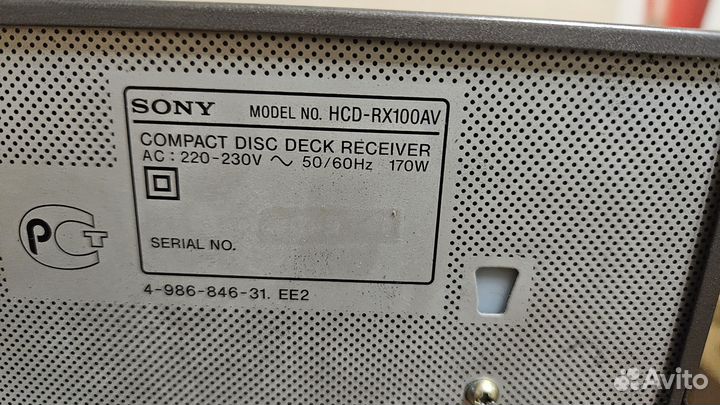 SONY MODEL NO. HCD-RX100AV
COMPACT DISC DECK RECEIVER
AC : 220-230V ~ 50/60Hz 170W
SERIAL NO.
РСТ
4-986-846-31. EE2
Avito